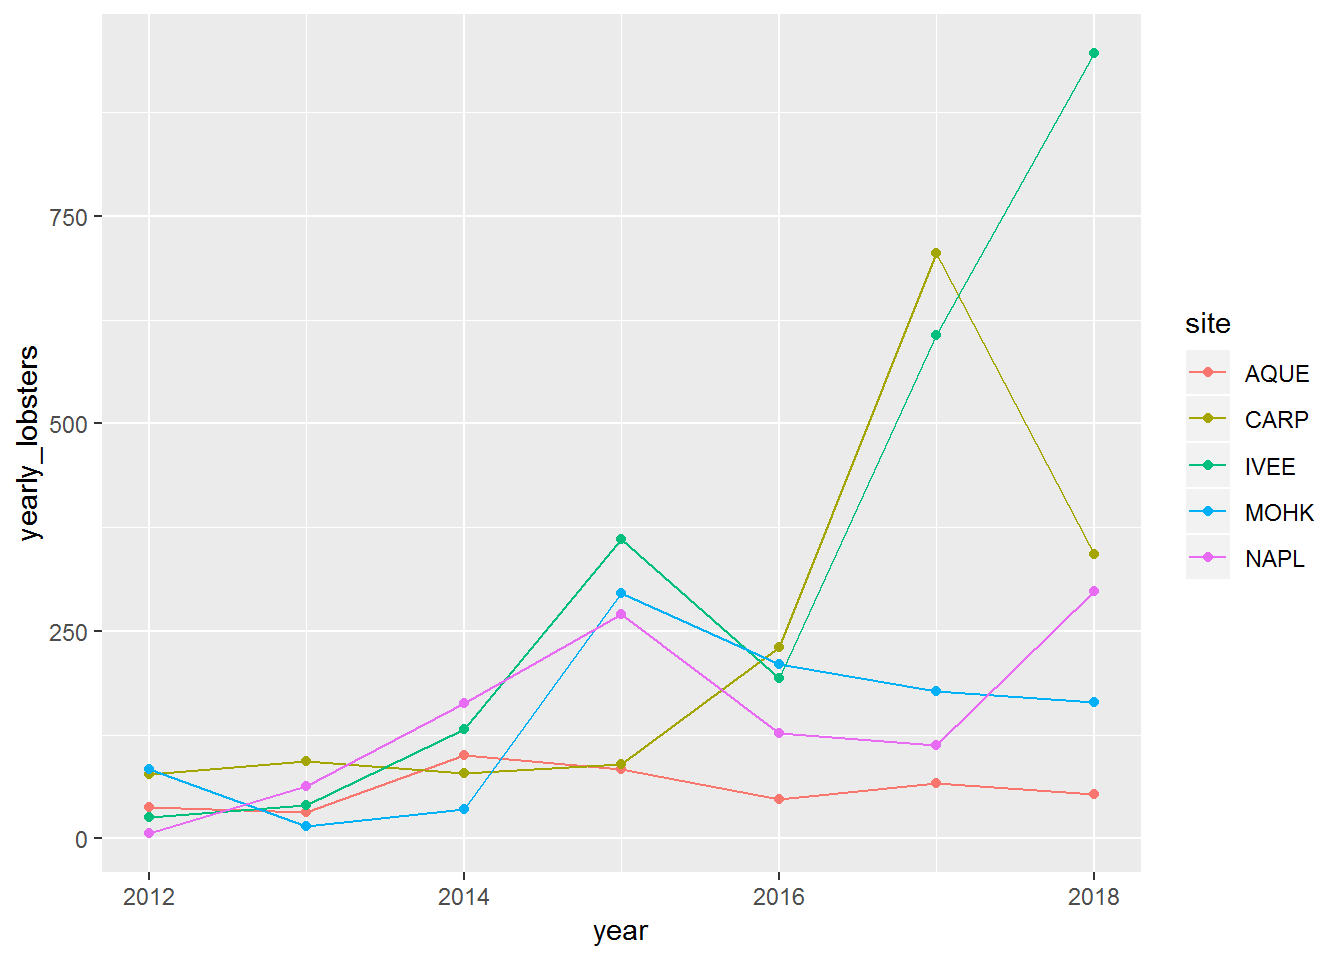 750
500
250
0
yearly_lobsters
2012 2014 2016 2018
year
site
AQUE
CARP
IVEE
MOHK
NAPL